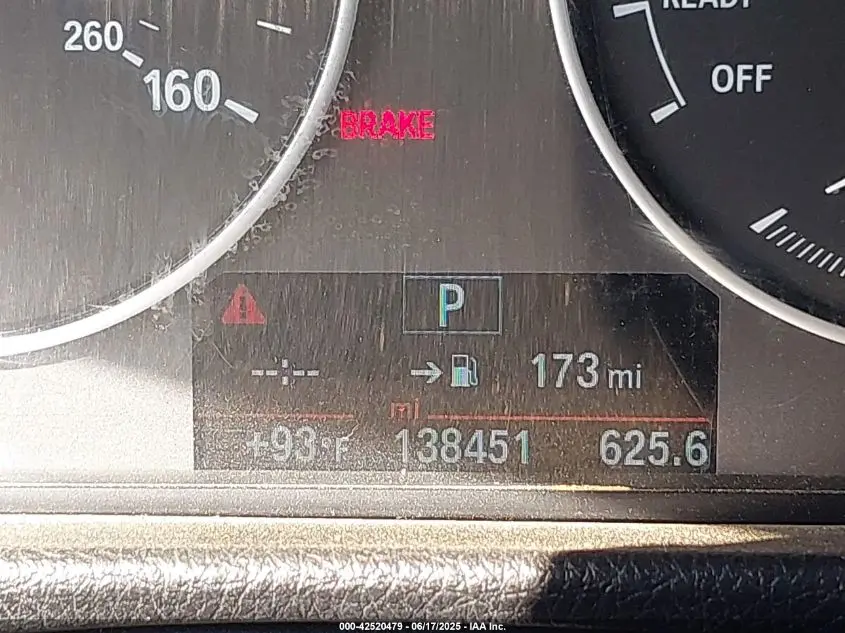 READY
260
160
OFF
BRAKE
P
--:-- → 173 mi
mi
+93°F 138451 625.6
000-42520479 - 06/17/2025 - IAA Inc.